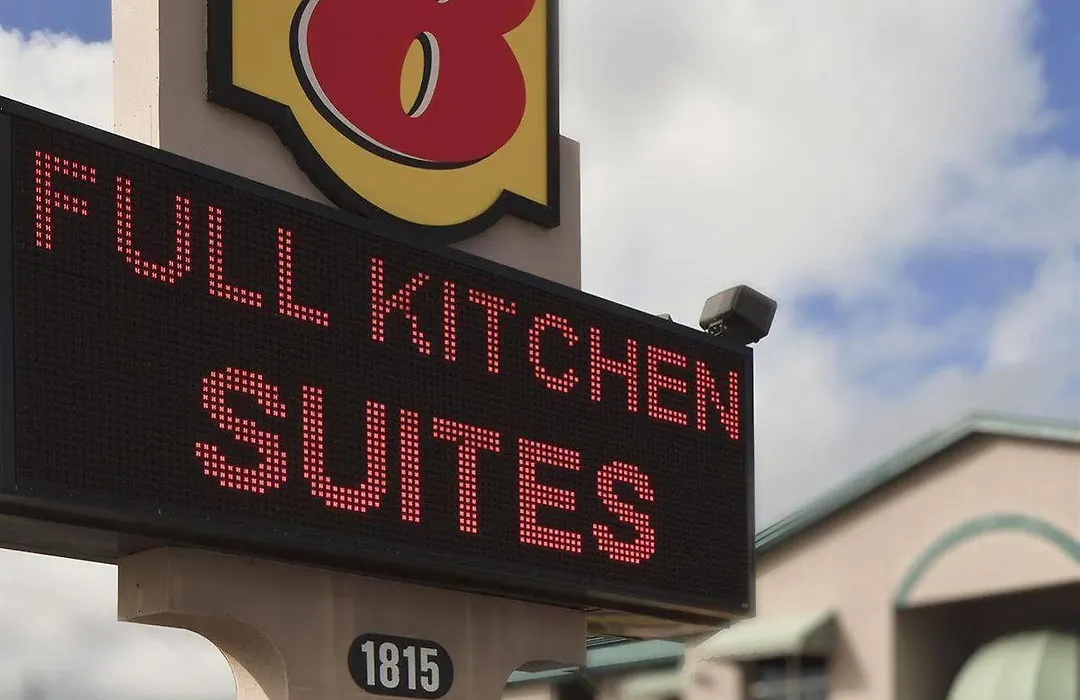 8
FULL KITCHEN
SUITES
1815